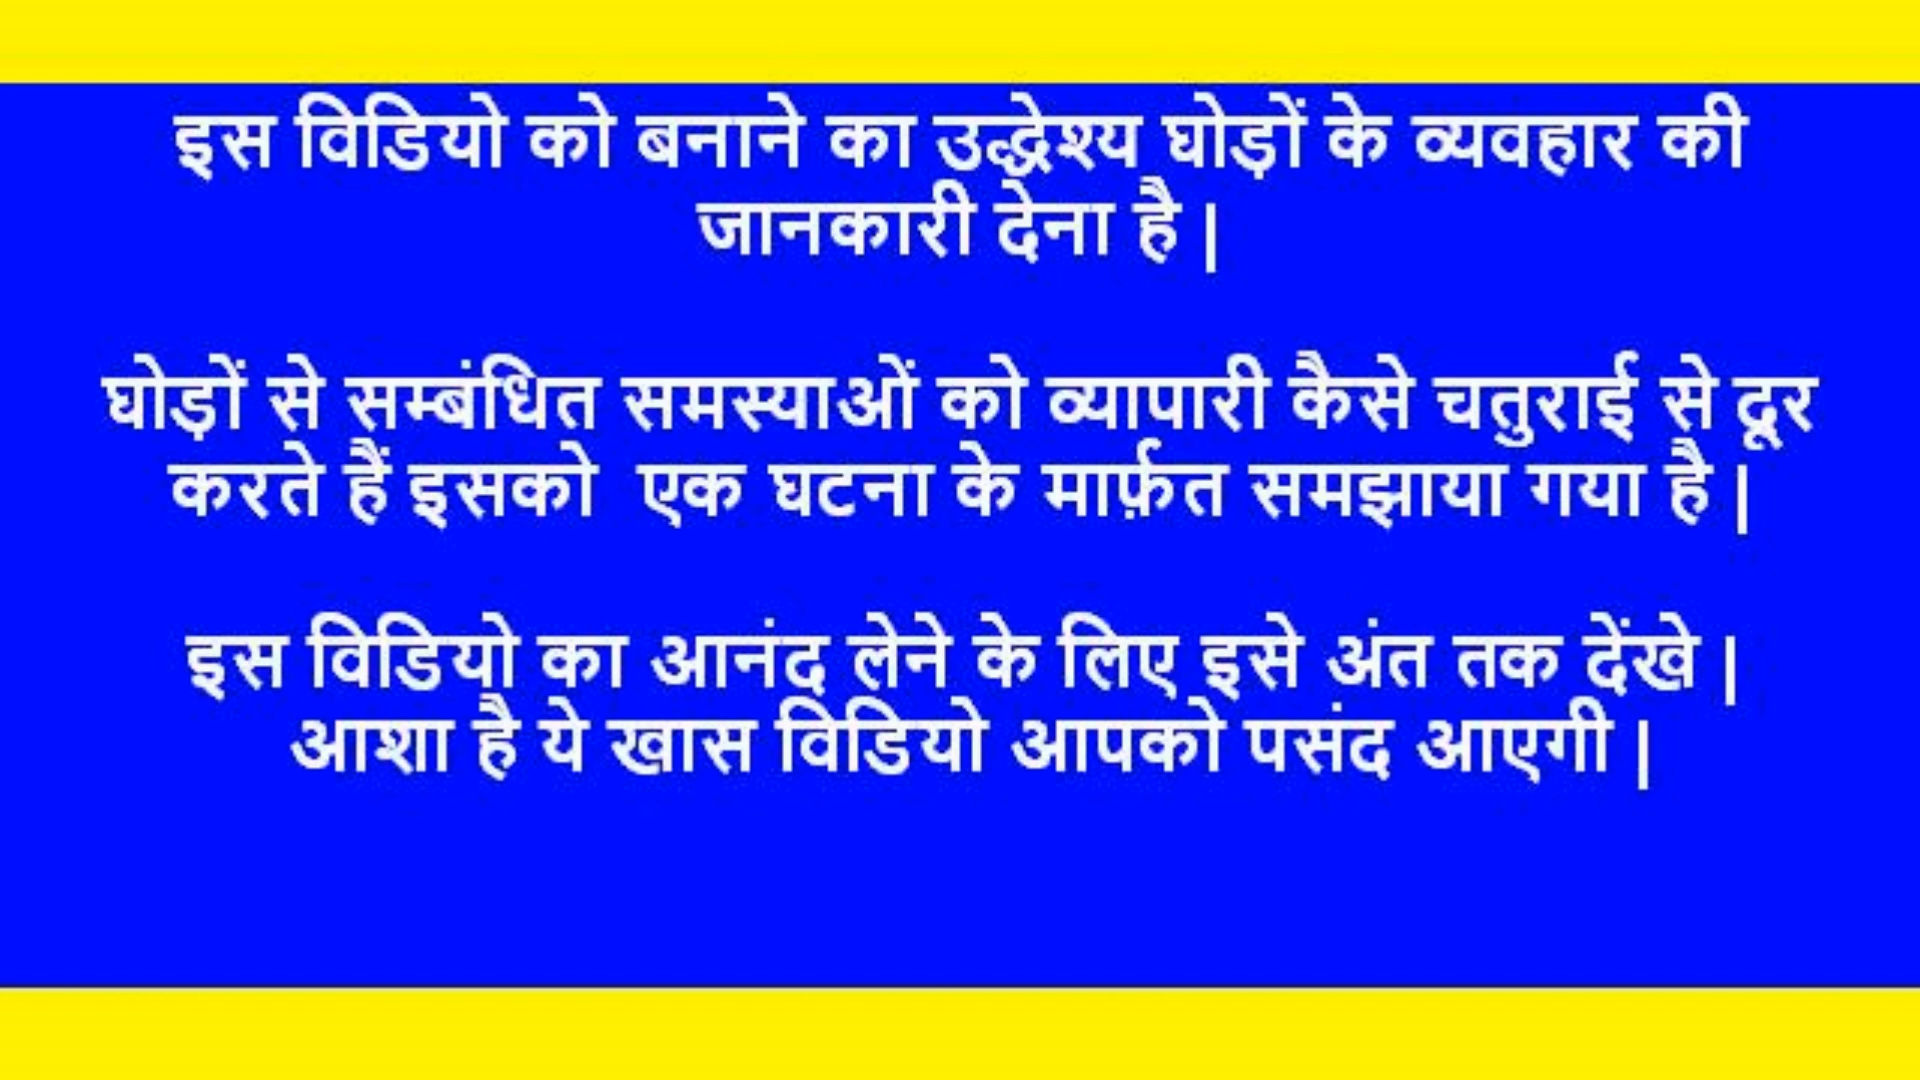 इस विडियो को बनाने का उद्धेश्य घोड़ों के व्यवहार की
जानकारी देना है |
घोड़ों से सम्बंधित समस्याओं को व्यापारी कैसे चतुराई से दूर
करते हैं इसको एक घटना के मार्फ़त समझाया गया है |
इस विडियो का आनंद लेने के लिए इसे अंत तक देंखे |
आशा है ये खास विडियो आपको पसंद आएगी |